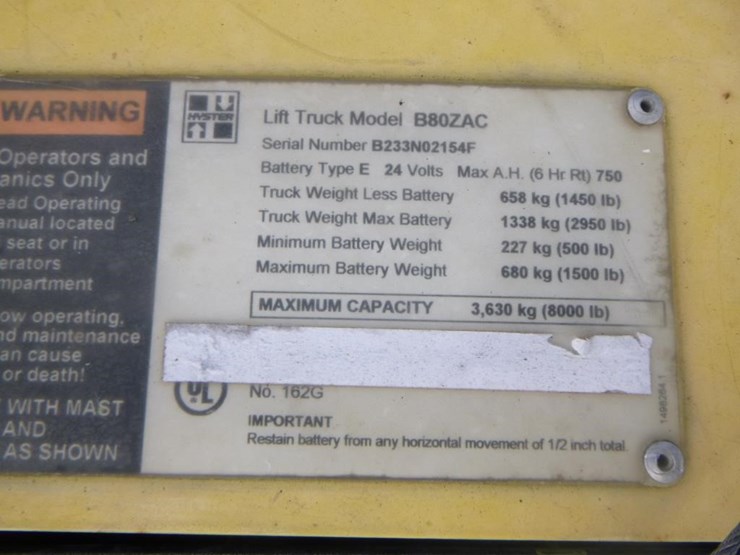 WARNING
Operators and
anics Only
ead Operating
anual located
seat or in
erators
mpartment
ow operating,
nd maintenance
an cause
or death!
WITH MAST
AND
AS SHOWN
HYSTER
Lift Truck Model B80ZAC
Serial Number B233N02154F
Battery Type E 24 Volts Max A.H. (6 Hr Rt) 750
Truck Weight Less Battery 658 kg (1450 lb)
Truck Weight Max Battery 1338 kg (2950 lb)
Minimum Battery Weight 227 kg (500 lb)
Maximum Battery Weight 680 kg (1500 lb)
MAXIMUM CAPACITY 3,630 kg (8000 lb)
UL
No. 162G
IMPORTANT
Restain battery from any horizontal movement of 1/2 inch total.